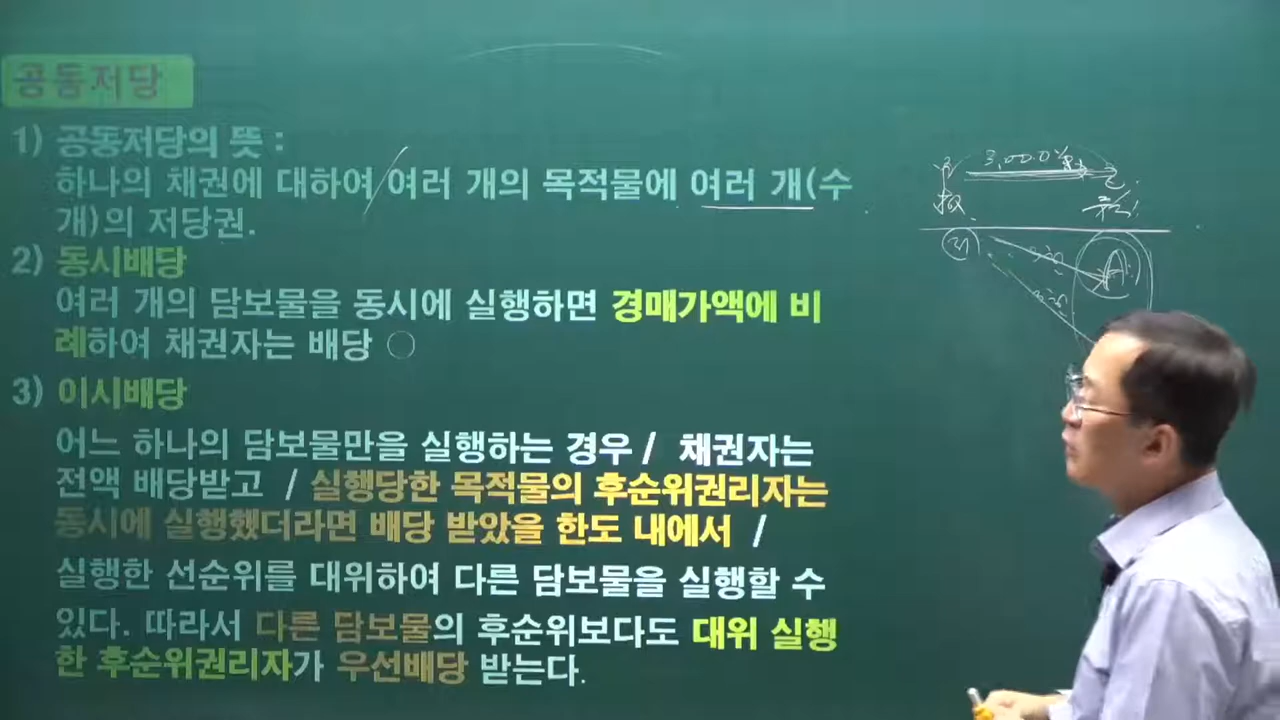 공동저당
1) 공동저당의 뜻 :
하나의 채권에 대하여/여러 개의 목적물에 여러 개(수
개)의 저당권.
2) 동시배당
여러 개의 담보물을 동시에 실행하면 경매가액에 비
례하여 채권자는 배당 ○
3) 이시배당
어느 하나의 담보물만을 실행하는 경우 / 채권자는
전액 배당받고 / 실행당한 목적물의 후순위권리자는
동시에 실행했더라면 배당 받았을 한도 내에서 /
실행한 선순위를 대위하여 다른 담보물을 실행할 수
있다. 따라서 다른 담보물의 후순위보다도 대위 실행
한 후순위권리자가 우선배당 받는다.